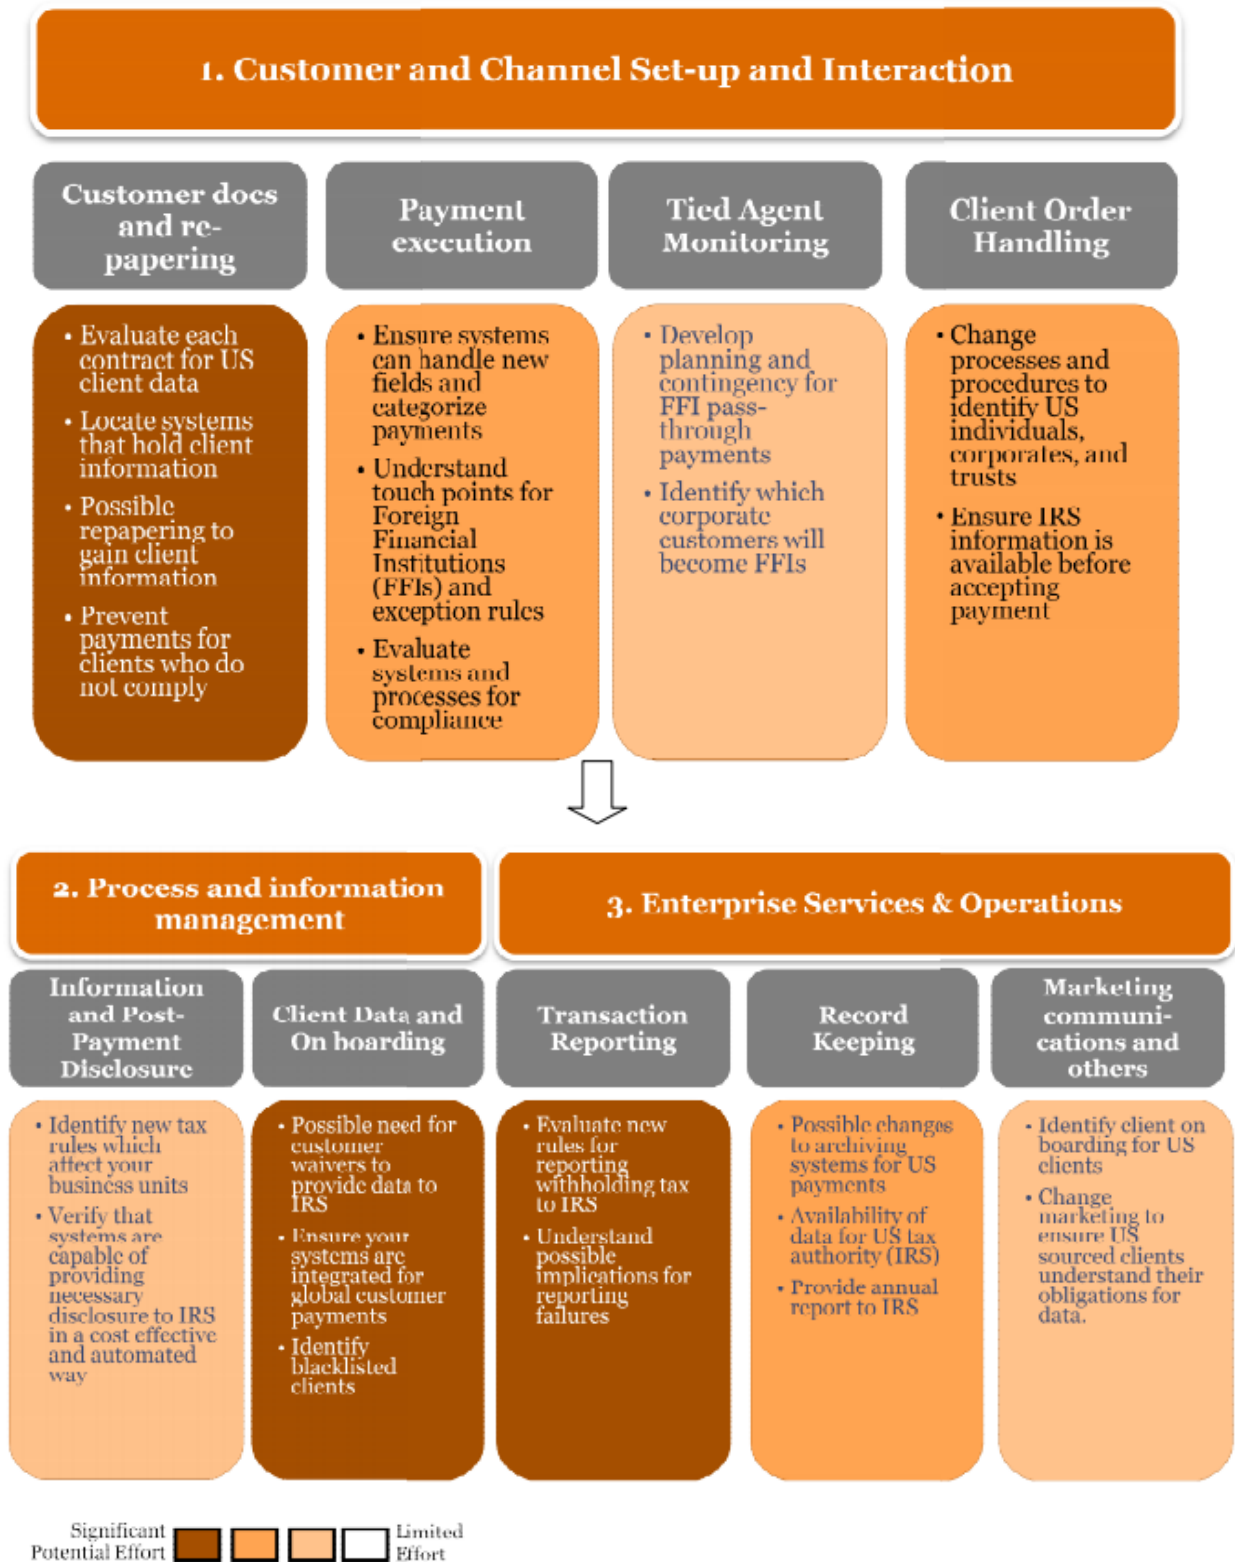 1. Customer and Channel Set-up and Interaction
Customer docs
and re-
papering
Payment
execution
Tied Agent
Monitoring
Client Order
Handling
• Evaluate each
contract for US
client data
• Locate systems
that hold client
information
• Possible
repapering to
gain client
information
• Prevent
payments for
clients who do
not comply
• Ensure systems
can handle new
fields and
categorize
payments
• Understand
touch points for
Foreign
Financial
Institutions
(FFIs) and
exception rules
• Evaluate
systems and
processes for
compliance
• Develop
planning and
contingency for
FFI pass-
through
payments
• Identify which
corporate
customers will
become FFIs
• Change
processes and
procedures to
identify US
individuals,
corporates, and
trusts
• Ensure IRS
information is
available before
accepting
payment
2. Process and information
management
3. Enterprise Services & Operations
Information
and Post-
Payment
Disclosure
Client Data and
On boarding
Transaction
Reporting
Record
Keeping
Marketing
communi-
cations and
others
• Identify new tax
rules which
affect your
business units
• Verify that
systems are
capable of
providing
necessary
disclosure to IRS
in a cost effective
and automated
way
• Possible need for
customer
waivers to
provide data to
IRS
• Ensure your
systems are
integrated for
global customer
payments
• Identify
blacklisted
clients
• Evaluate new
rules for
reporting
withholding tax
to IRS
• Understand
possible
implications for
reporting
failures
• Possible changes
to archiving
systems for US
payments
• Availability of
data for US tax
authority (IRS)
• Provide annual
report to IRS
• Identify client on
boarding for US
clients
• Change
marketing to
ensure US
sourced clients
understand their
obligations for
data.
Significant
Potential Effort
Limited
Effort